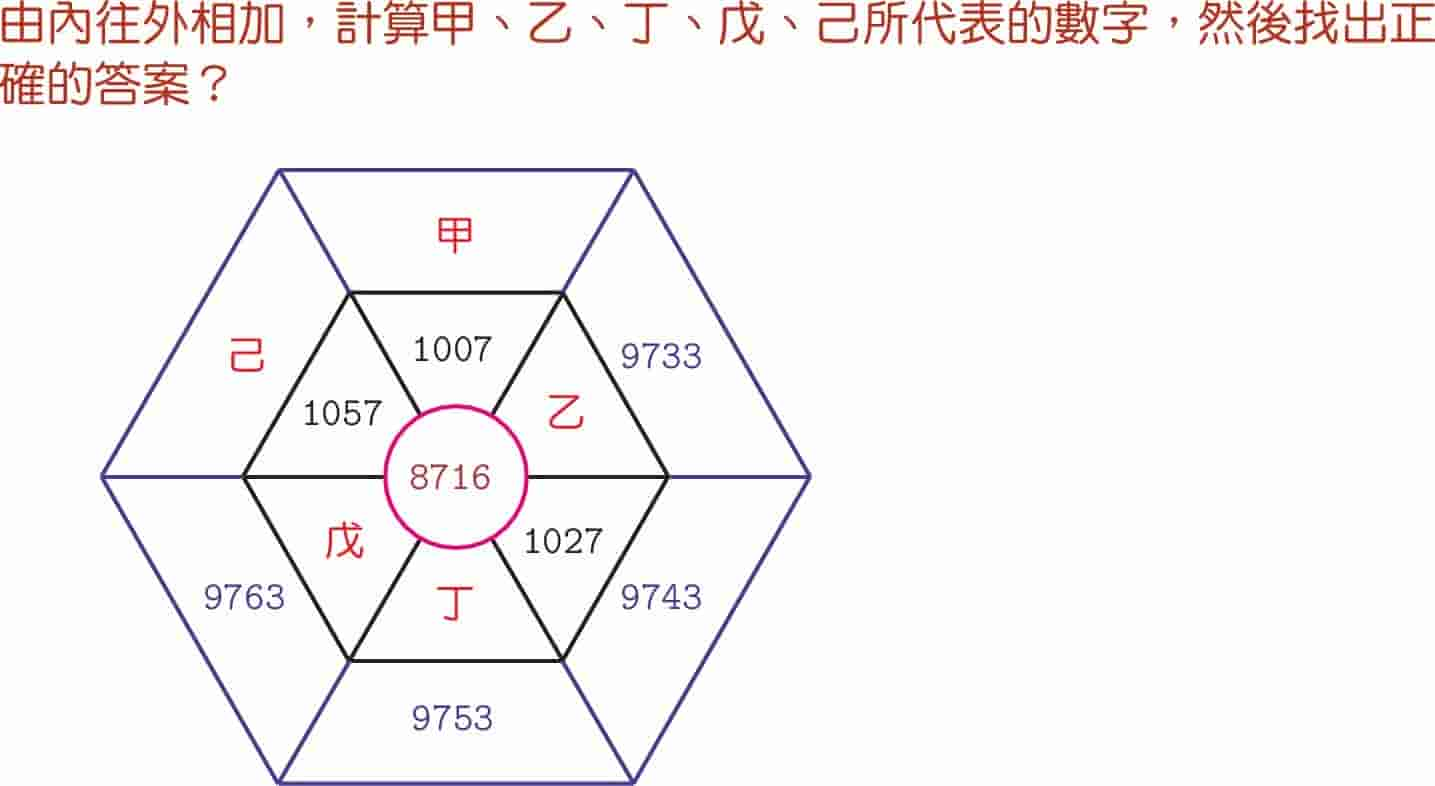 由內往外相加，計算甲、乙、丁、戊、己所代表的數字，然後找出正
確的答案？
甲
己
1007
9733
1057
乙
8716
戊
1027
9763
丁
9743
9753